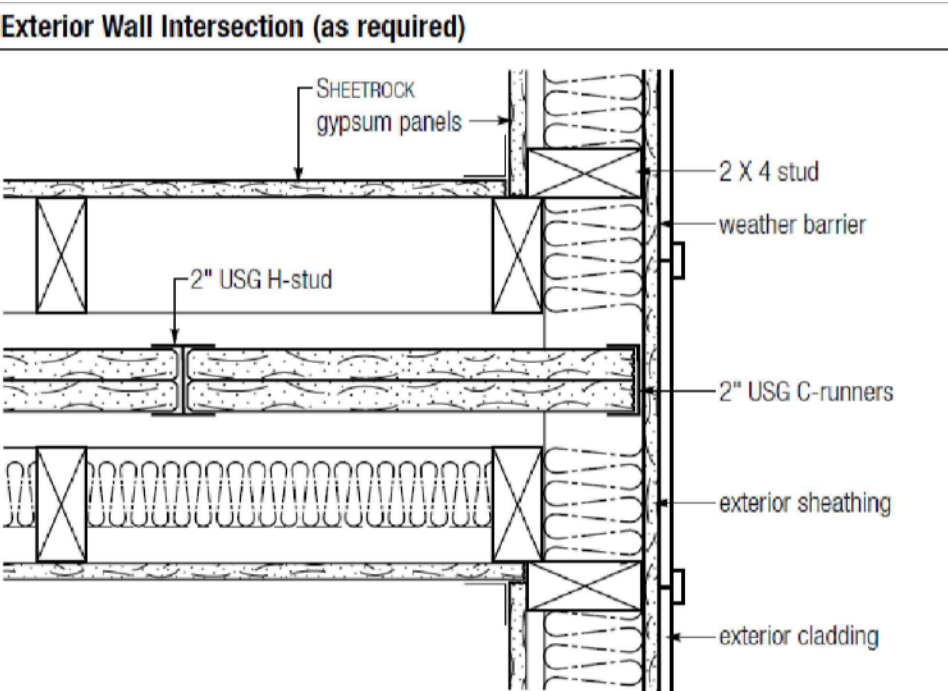 Exterior Wall Intersection (as required)
SHEETROCK
gypsum panels
2 X 4 stud
weather barrier
2" USG H-stud
2" USG C-runners
exterior sheathing
exterior cladding